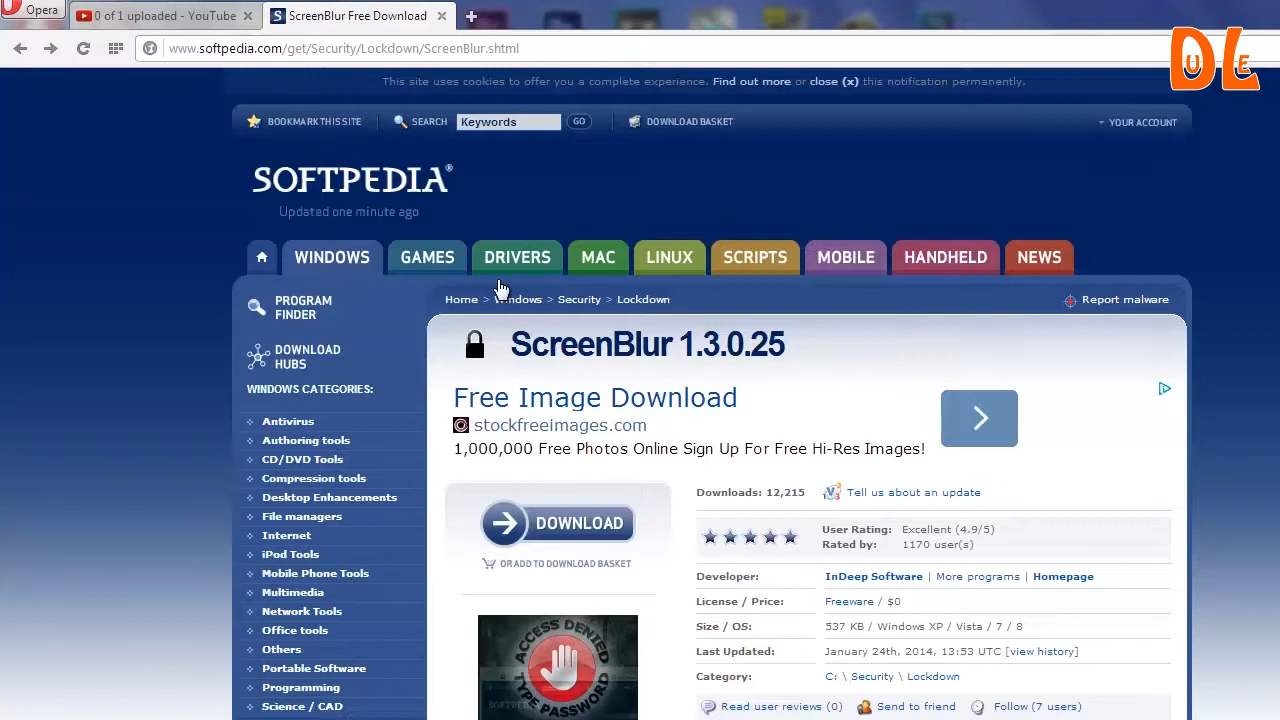 Opera
0 of 1 uploaded - YouTube
ScreenBlur Free Download
www.softpedia.com/get/Security/Lockdown/ScreenBlur.shtml
DuLe
This site uses cookies to offer you a complete experience. Find out more or close (x) this notification permanently.
BOOKMARK THIS SITE
SEARCH
Keywords
GO
DOWNLOAD BASKET
YOUR ACCOUNT
SOFTPEDIA®
Updated one minute ago
WINDOWS
GAMES
DRIVERS
MAC
LINUX
SCRIPTS
MOBILE
HANDHELD
NEWS
PROGRAM
FINDER
DOWNLOAD
HUBS
WINDOWS CATEGORIES:
Antivirus
Authoring tools
CD/DVD Tools
Compression tools
Desktop Enhancements
File managers
Internet
iPod Tools
Mobile Phone Tools
Multimedia
Network Tools
Office tools
Others
Portable Software
Programming
Science / CAD
Home > Windows > Security > Lockdown
Report malware
ScreenBlur 1.3.0.25
Free Image Download
stockfreeimages.com
1,000,000 Free Photos Online Sign Up For Free Hi-Res Images!
DOWNLOAD
OR ADD TO DOWNLOAD BASKET
ACCESS DENIED
TYPE PASSWORD
SOFTPEDIA
Downloads: 12,215
Tell us about an update
User Rating: Excellent (4.9/5)
Rated by: 1170 user(s)
Developer: InDeep Software | More programs | Homepage
License / Price: Freeware / $0
Size / OS: 537 KB / Windows XP / Vista / 7 / 8
Last Updated: January 24th, 2014, 13:53 UTC [view history]
Category: C: \ Security \ Lockdown
Read user reviews (0)
Send to friend
Follow (7 users)